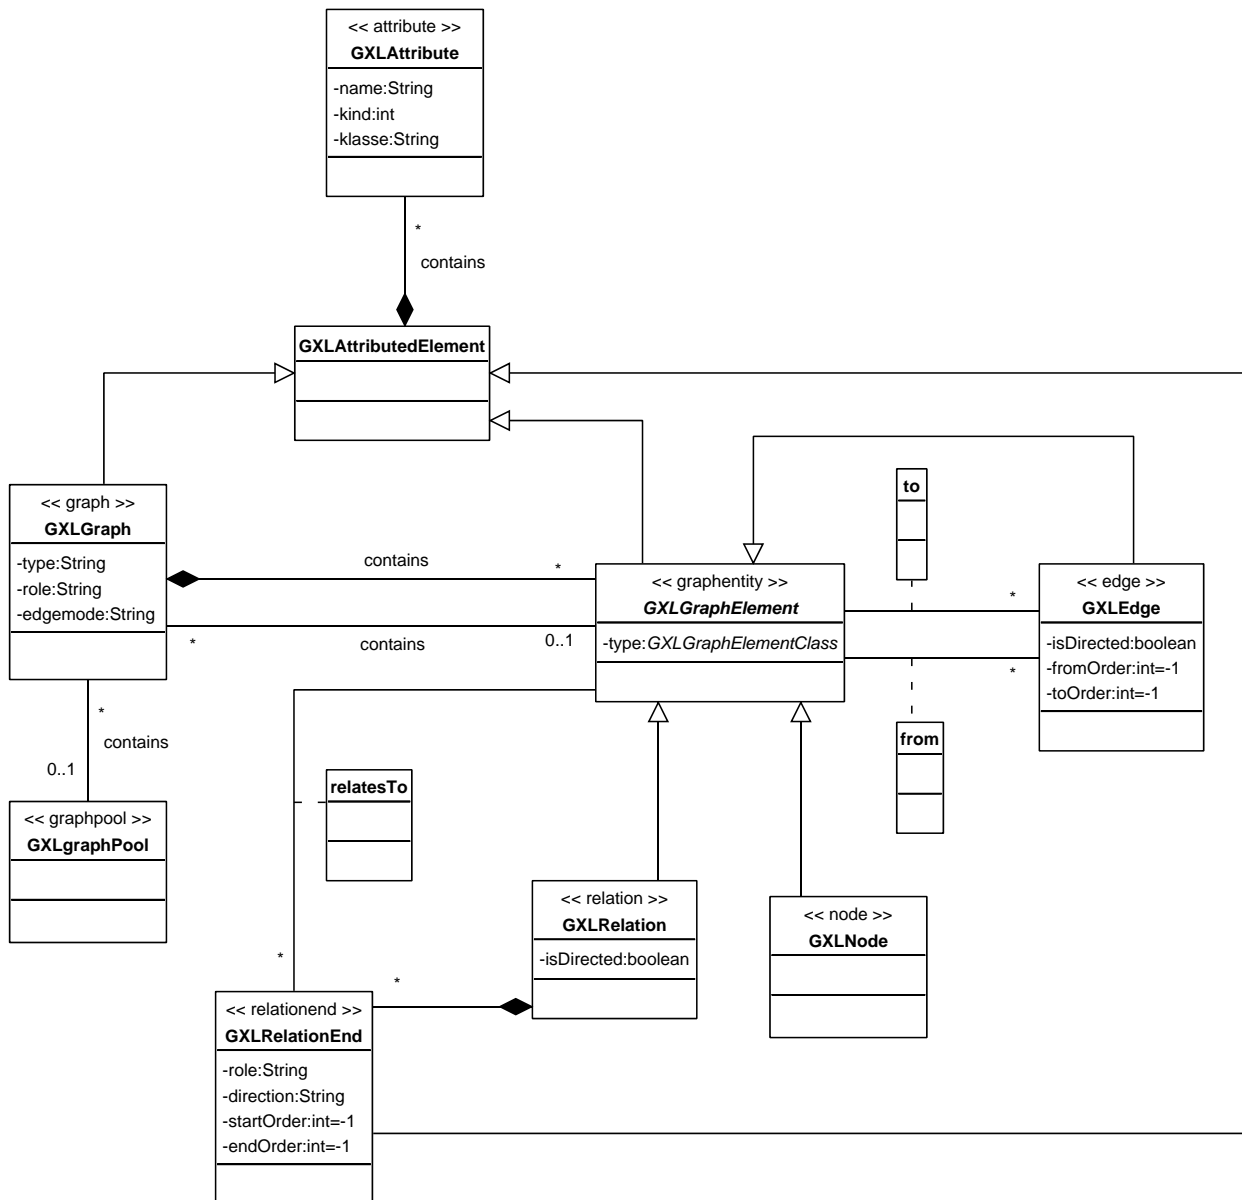 << attribute >>
GXLAttribute
-name:String
-kind:int
-klasse:String
*
contains
GXLAttributedElement
<< graph >>
GXLGraph
-type:String
-role:String
-edgemode:String
contains
*
*
contains
0..1
<< graphentity >>
GXLGraphElement
-type:GXLGraphElementClass
to
*
*
<< edge >>
GXLEdge
-isDirected:boolean
-fromOrder:int=-1
-toOrder:int=-1
from
*
contains
0..1
<< graphpool >>
GXLgraphPool
relatesTo
<< relation >>
GXLRelation
-isDirected:boolean
<< node >>
GXLNode
*
*
<< relationend >>
GXLRelationEnd
-role:String
-direction:String
-startOrder:int=-1
-endOrder:int=-1